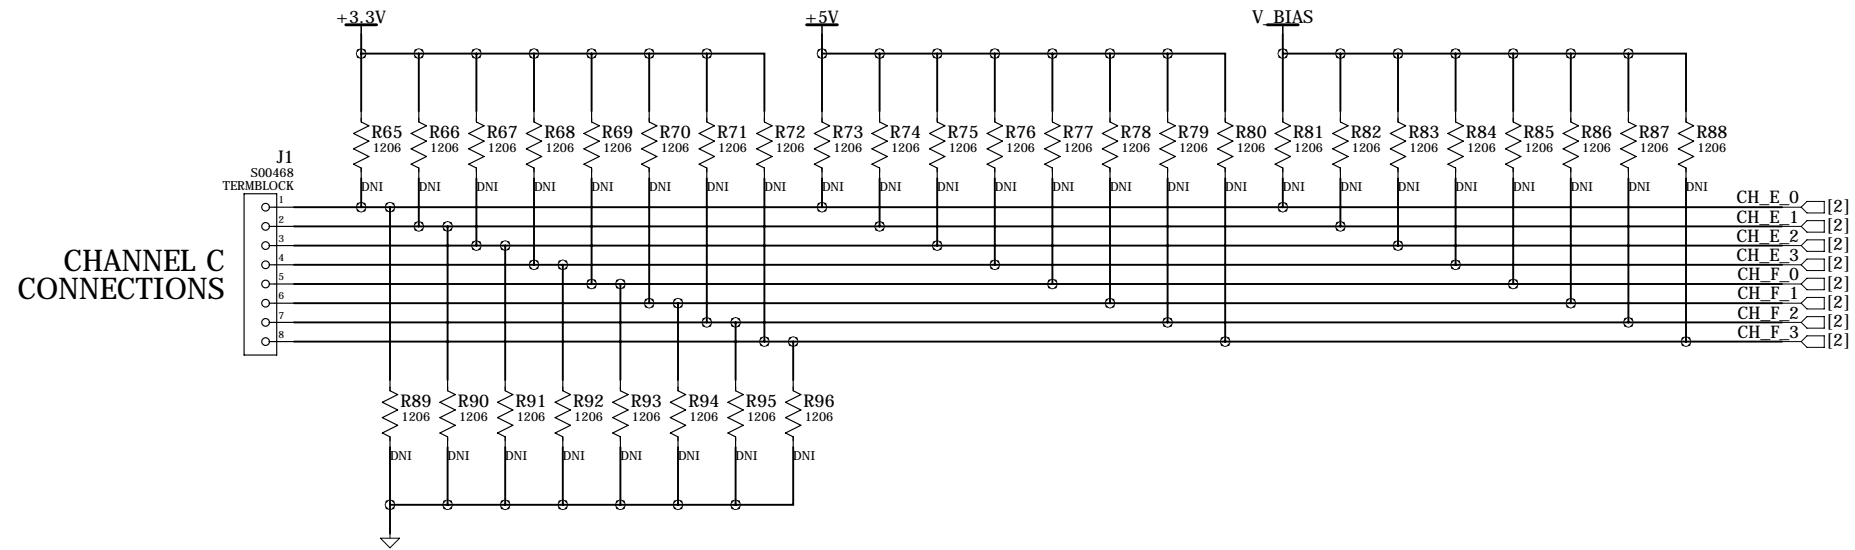 +3.3V
+5V
V_BIAS
R65 R66 R67 R68 R69 R70 R71 R72 R73 R74 R75 R76 R77 R78 R79 R80 R81 R82 R83 R84 R85 R86 R87 R88
1206 1206 1206 1206 1206 1206 1206 1206 1206 1206 1206 1206 1206 1206 1206 1206 1206 1206 1206 1206 1206 1206 1206 1206
J1
S00468
TERMBLOCK
DNI DNI DNI DNI DNI DNI DNI DNI DNI DNI DNI DNI DNI DNI DNI DNI DNI DNI DNI DNI DNI DNI DNI DNI
1 CH_E_0 [2]
2 CH_E_1 [2]
3 CH_E_2 [2]
4 CH_E_3 [2]
5 CH_F_0 [2]
6 CH_F_1 [2]
7 CH_F_2 [2]
8 CH_F_3 [2]
CHANNEL C
CONNECTIONS
R89 R90 R91 R92 R93 R94 R95 R96
1206 1206 1206 1206 1206 1206 1206 1206
DNI DNI DNI DNI DNI DNI DNI DNI